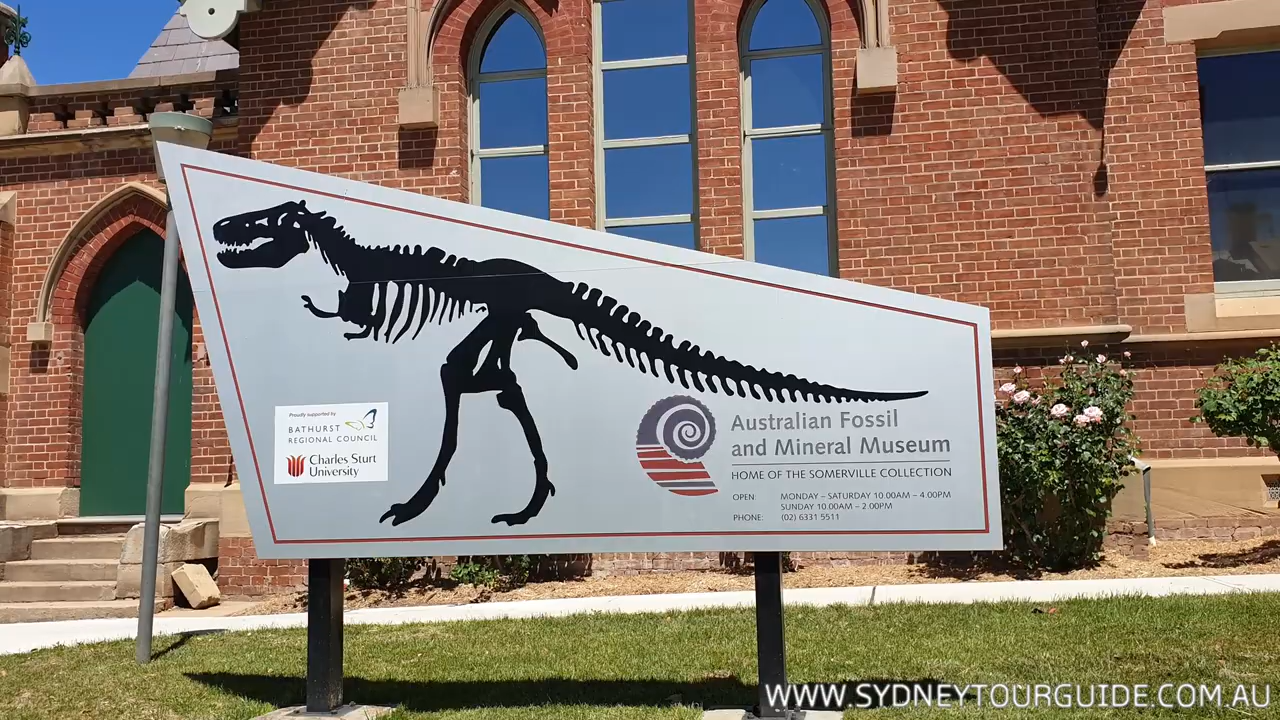 Proudly supported by
BATHURST
REGIONAL COUNCIL
Charles Sturt
University
Australian Fossil
and Mineral Museum
HOME OF THE SOMERVILLE COLLECTION
OPEN: MONDAY – SATURDAY 10.00AM – 4.00PM
SUNDAY 10.00AM – 2.00PM
PHONE: (02) 6331 5511
WWW.SYDNEYTOURGUIDE.COM.AU